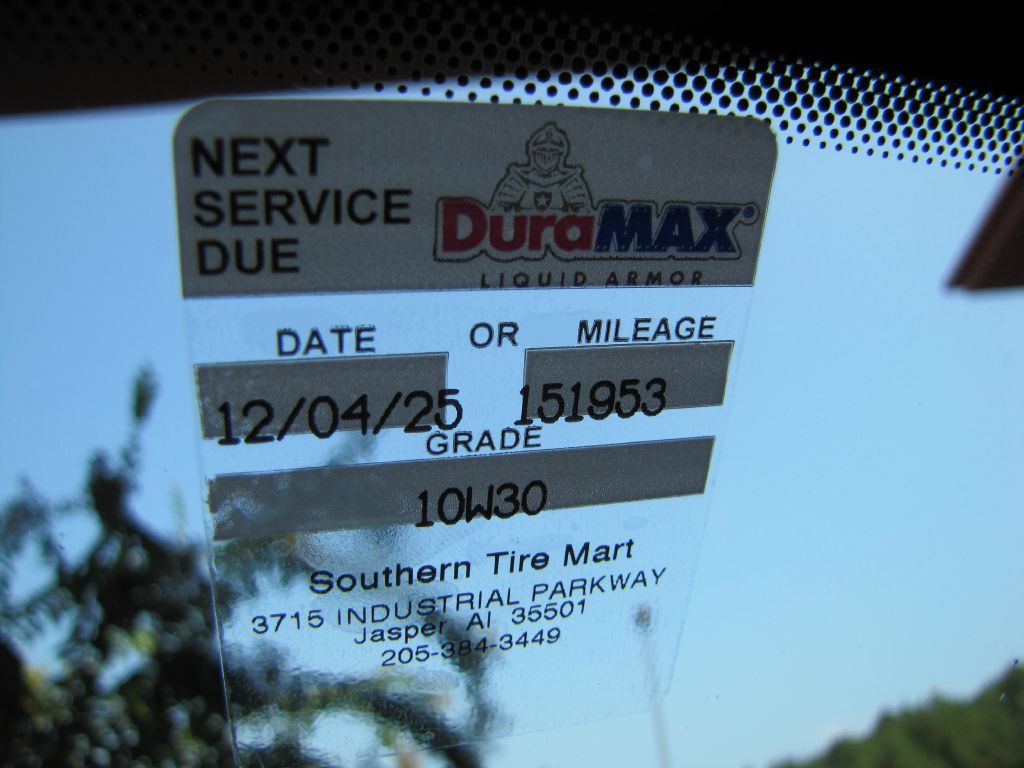 NEXT
SERVICE
DUE
DuraMAX®
LIQUID ARMOR
DATE OR MILEAGE
12/04/25 151953
GRADE
10W30
Southern Tire Mart
3715 INDUSTRIAL PARKWAY
Jasper Al 35501
205-384-3449